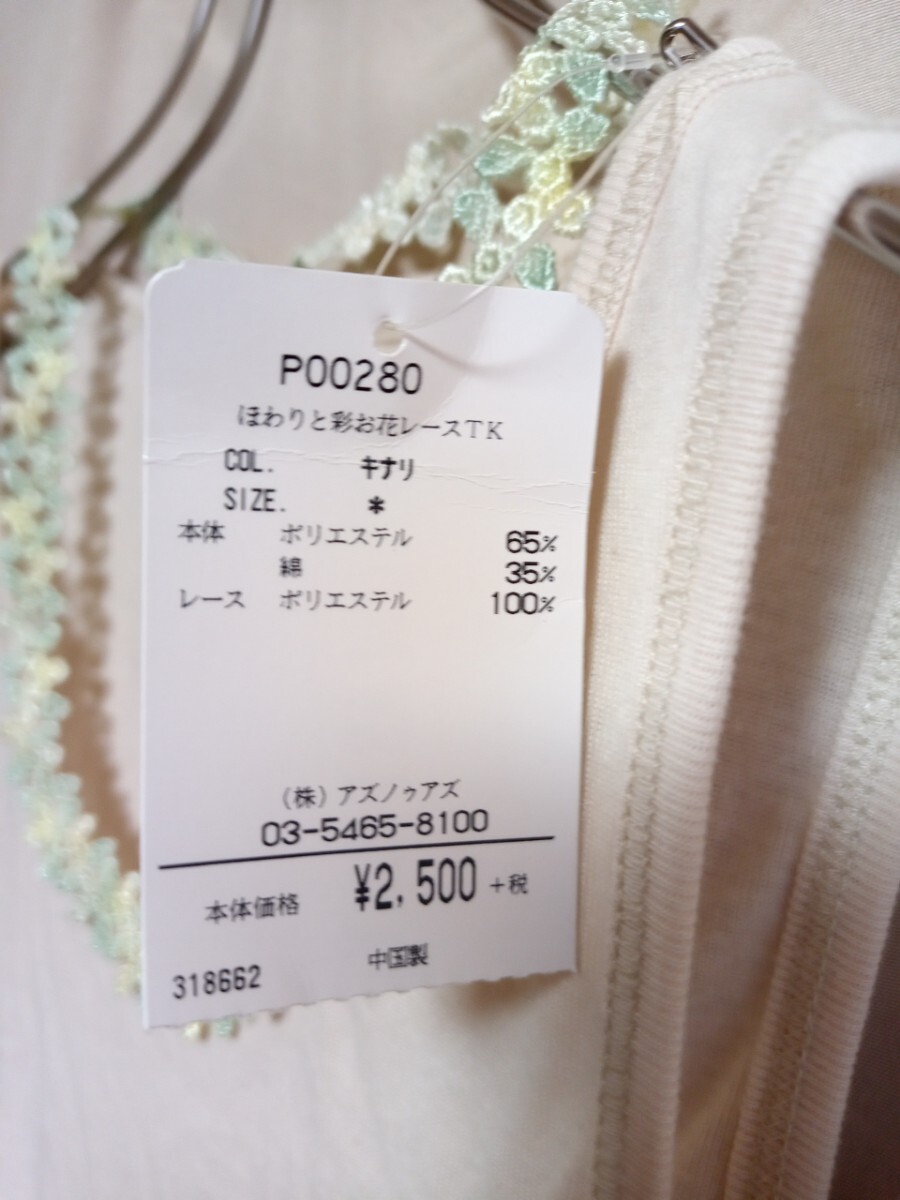 P00280
ほわりと彩お花レースTK
COL. キナリ
SIZE. *
本体 ポリエステル 65%
綿 35%
レース ポリエステル 100%
(株)アズノゥアズ
03-5465-8100
本体価格 ¥2,500 +税
中国製
318662